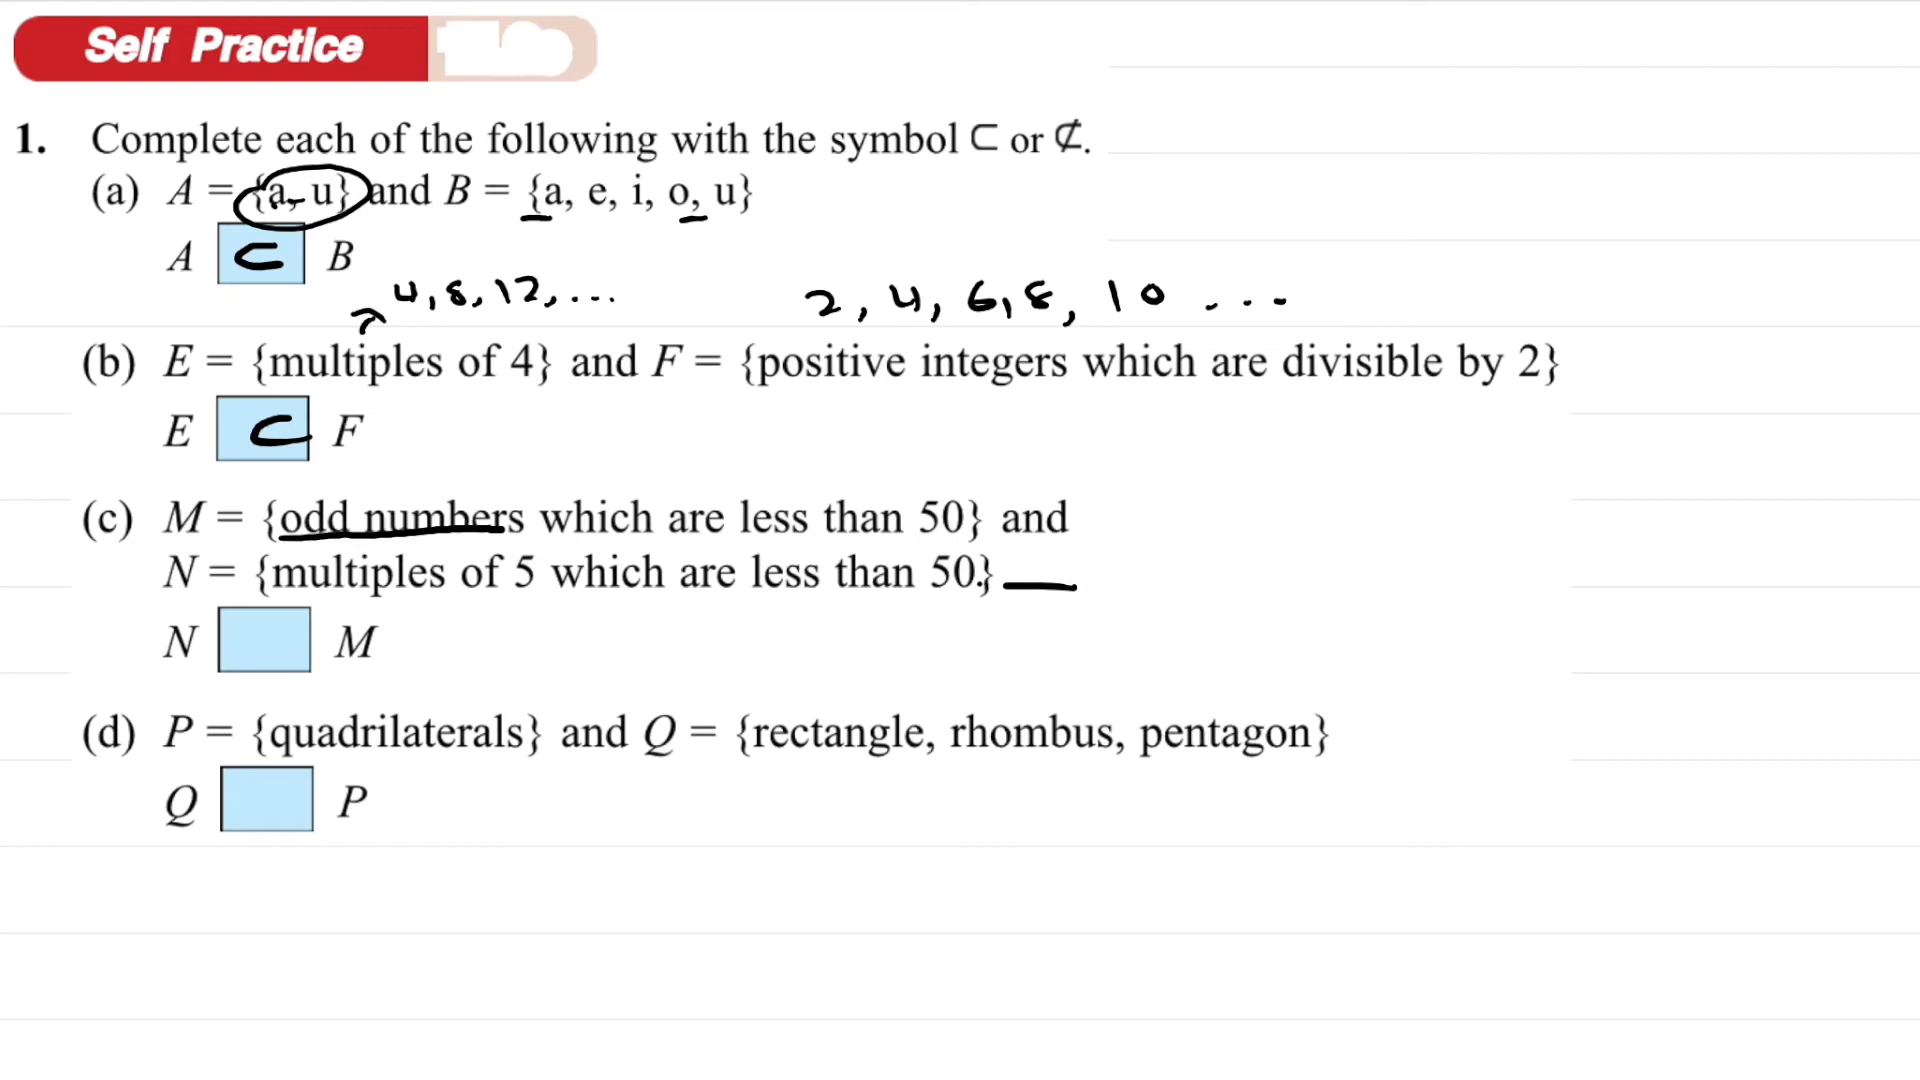 Self Practice
1. Complete each of the following with the symbol ⊂ or ⊄.
(a) A = {a, u} and B = {a, e, i, o, u}
A ⊂ B
4, 8, 12, ... 2, 4, 6, 8, 10 ...
(b) E = {multiples of 4} and F = {positive integers which are divisible by 2}
E ⊂ F
(c) M = {odd numbers which are less than 50} and
N = {multiples of 5 which are less than 50.}
N M
(d) P = {quadrilaterals} and Q = {rectangle, rhombus, pentagon}
Q P